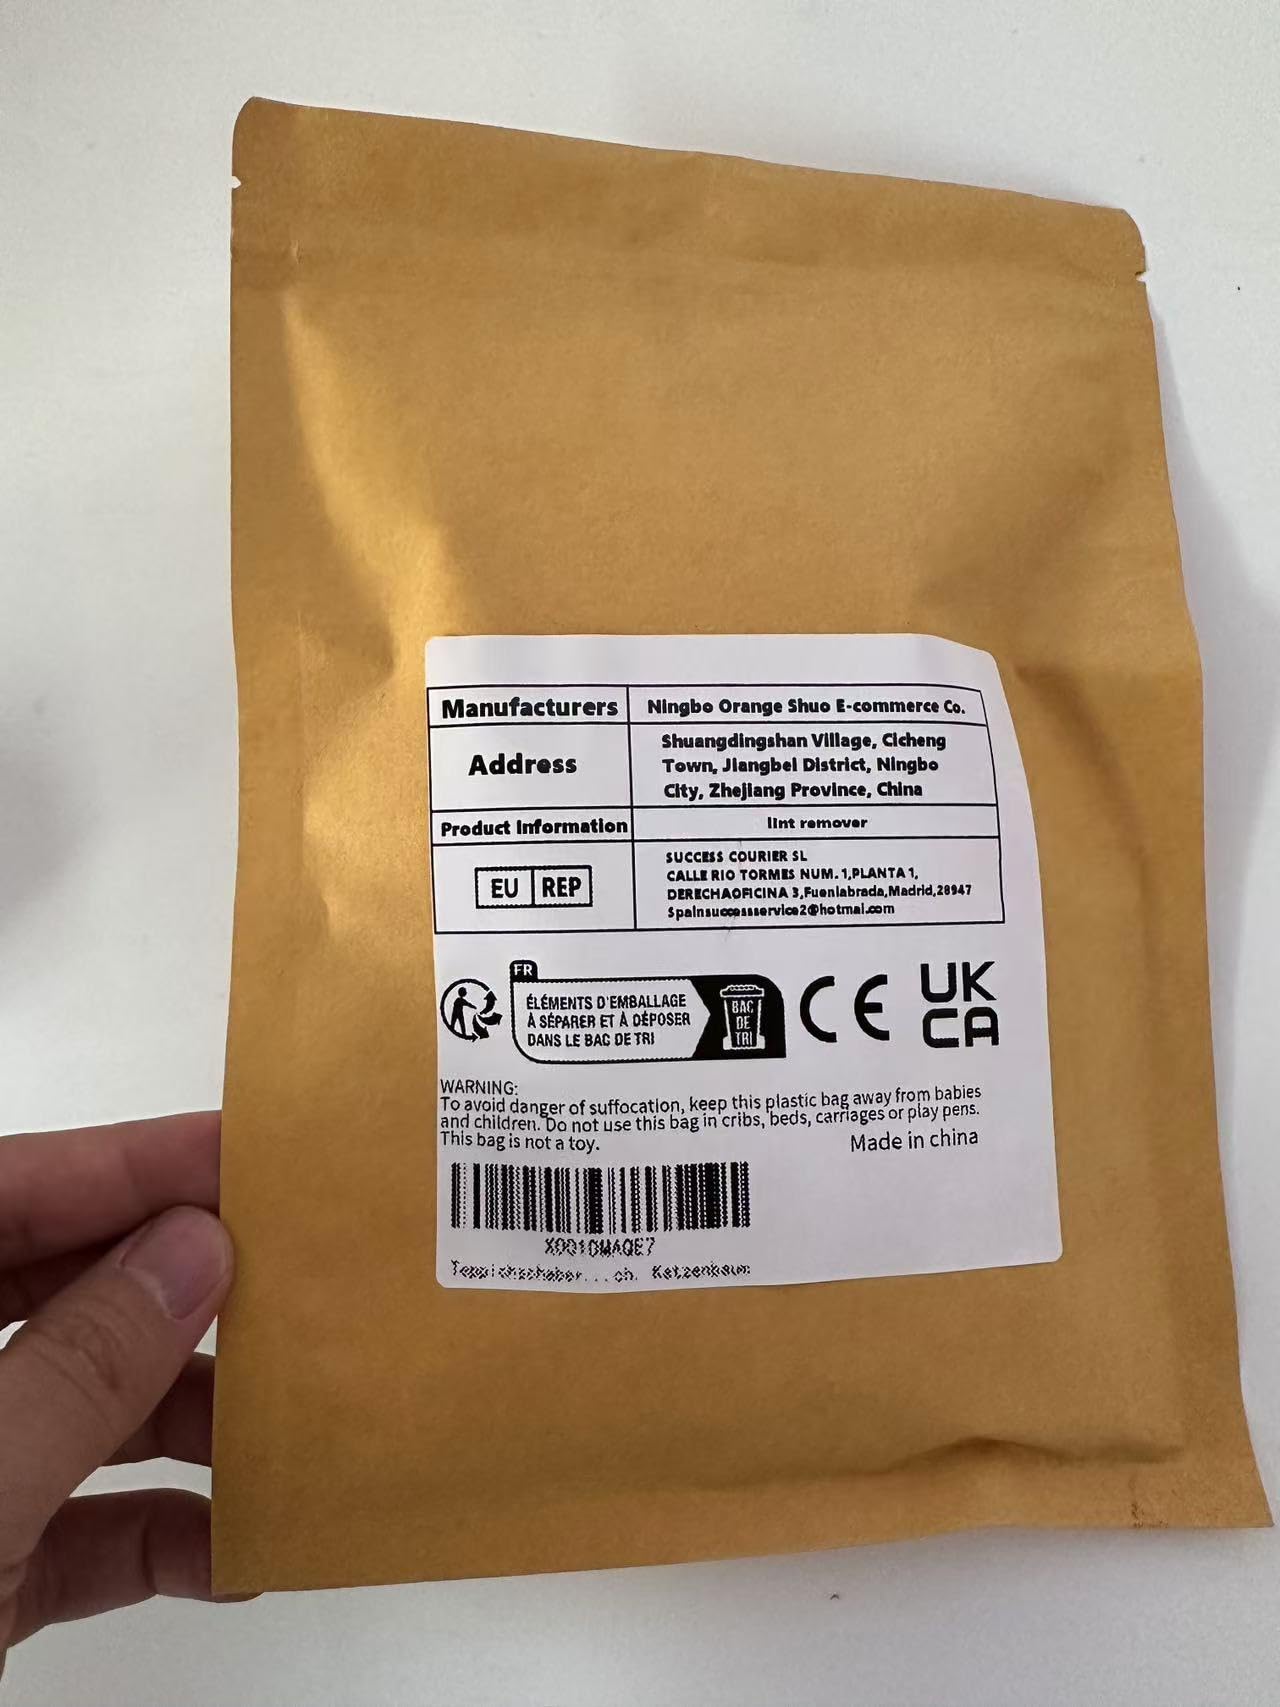 Manufacturers
Ningbo Orange Shuo E-commerce Co.
Address
Shuangdingshan Village, Cicheng
Town, Jiangbei District, Ningbo
City, Zhejiang Province, China
Product Information
lint remover
EU REP
SUCCESS COURIER SL
CALLE RIO TORMES NUM. 1,PLANTA 1,
DERECHAOFICINA 3,Fuenlabrada,Madrid,28947
Spainsuccessservice2@hotmai.com
FR
ÉLÉMENTS D'EMBALLAGE
À SÉPARER ET À DÉPOSER
DANS LE BAC DE TRI
BAC
DE
TRI
CE
UK
CA
WARNING:
To avoid danger of suffocation, keep this plastic bag away from babies
and children. Do not use this bag in cribs, beds, carriages or play pens.
This bag is not a toy.
Made in china
Teppichschaber...ch. Katzenbaum